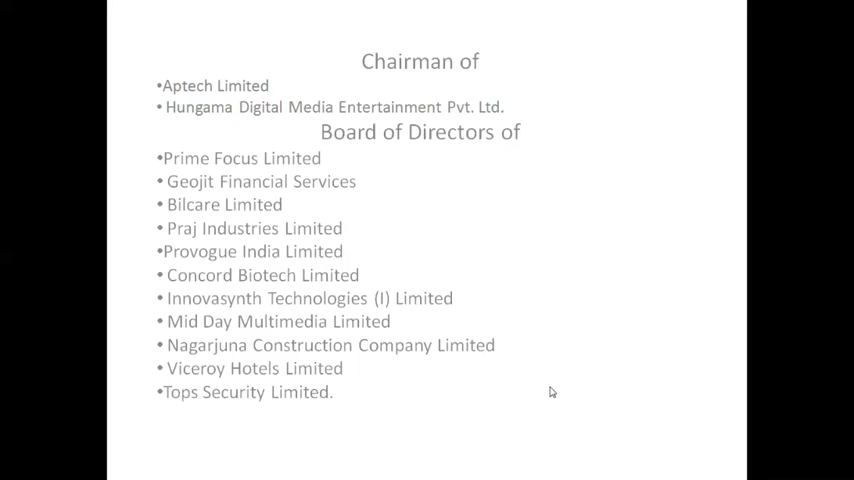 Chairman of
•Aptech Limited
• Hungama Digital Media Entertainment Pvt. Ltd.
Board of Directors of
•Prime Focus Limited
• Geojit Financial Services
• Bilcare Limited
• Praj Industries Limited
•Provogue India Limited
• Concord Biotech Limited
• Innovasynth Technologies (I) Limited
• Mid Day Multimedia Limited
• Nagarjuna Construction Company Limited
• Viceroy Hotels Limited
•Tops Security Limited.